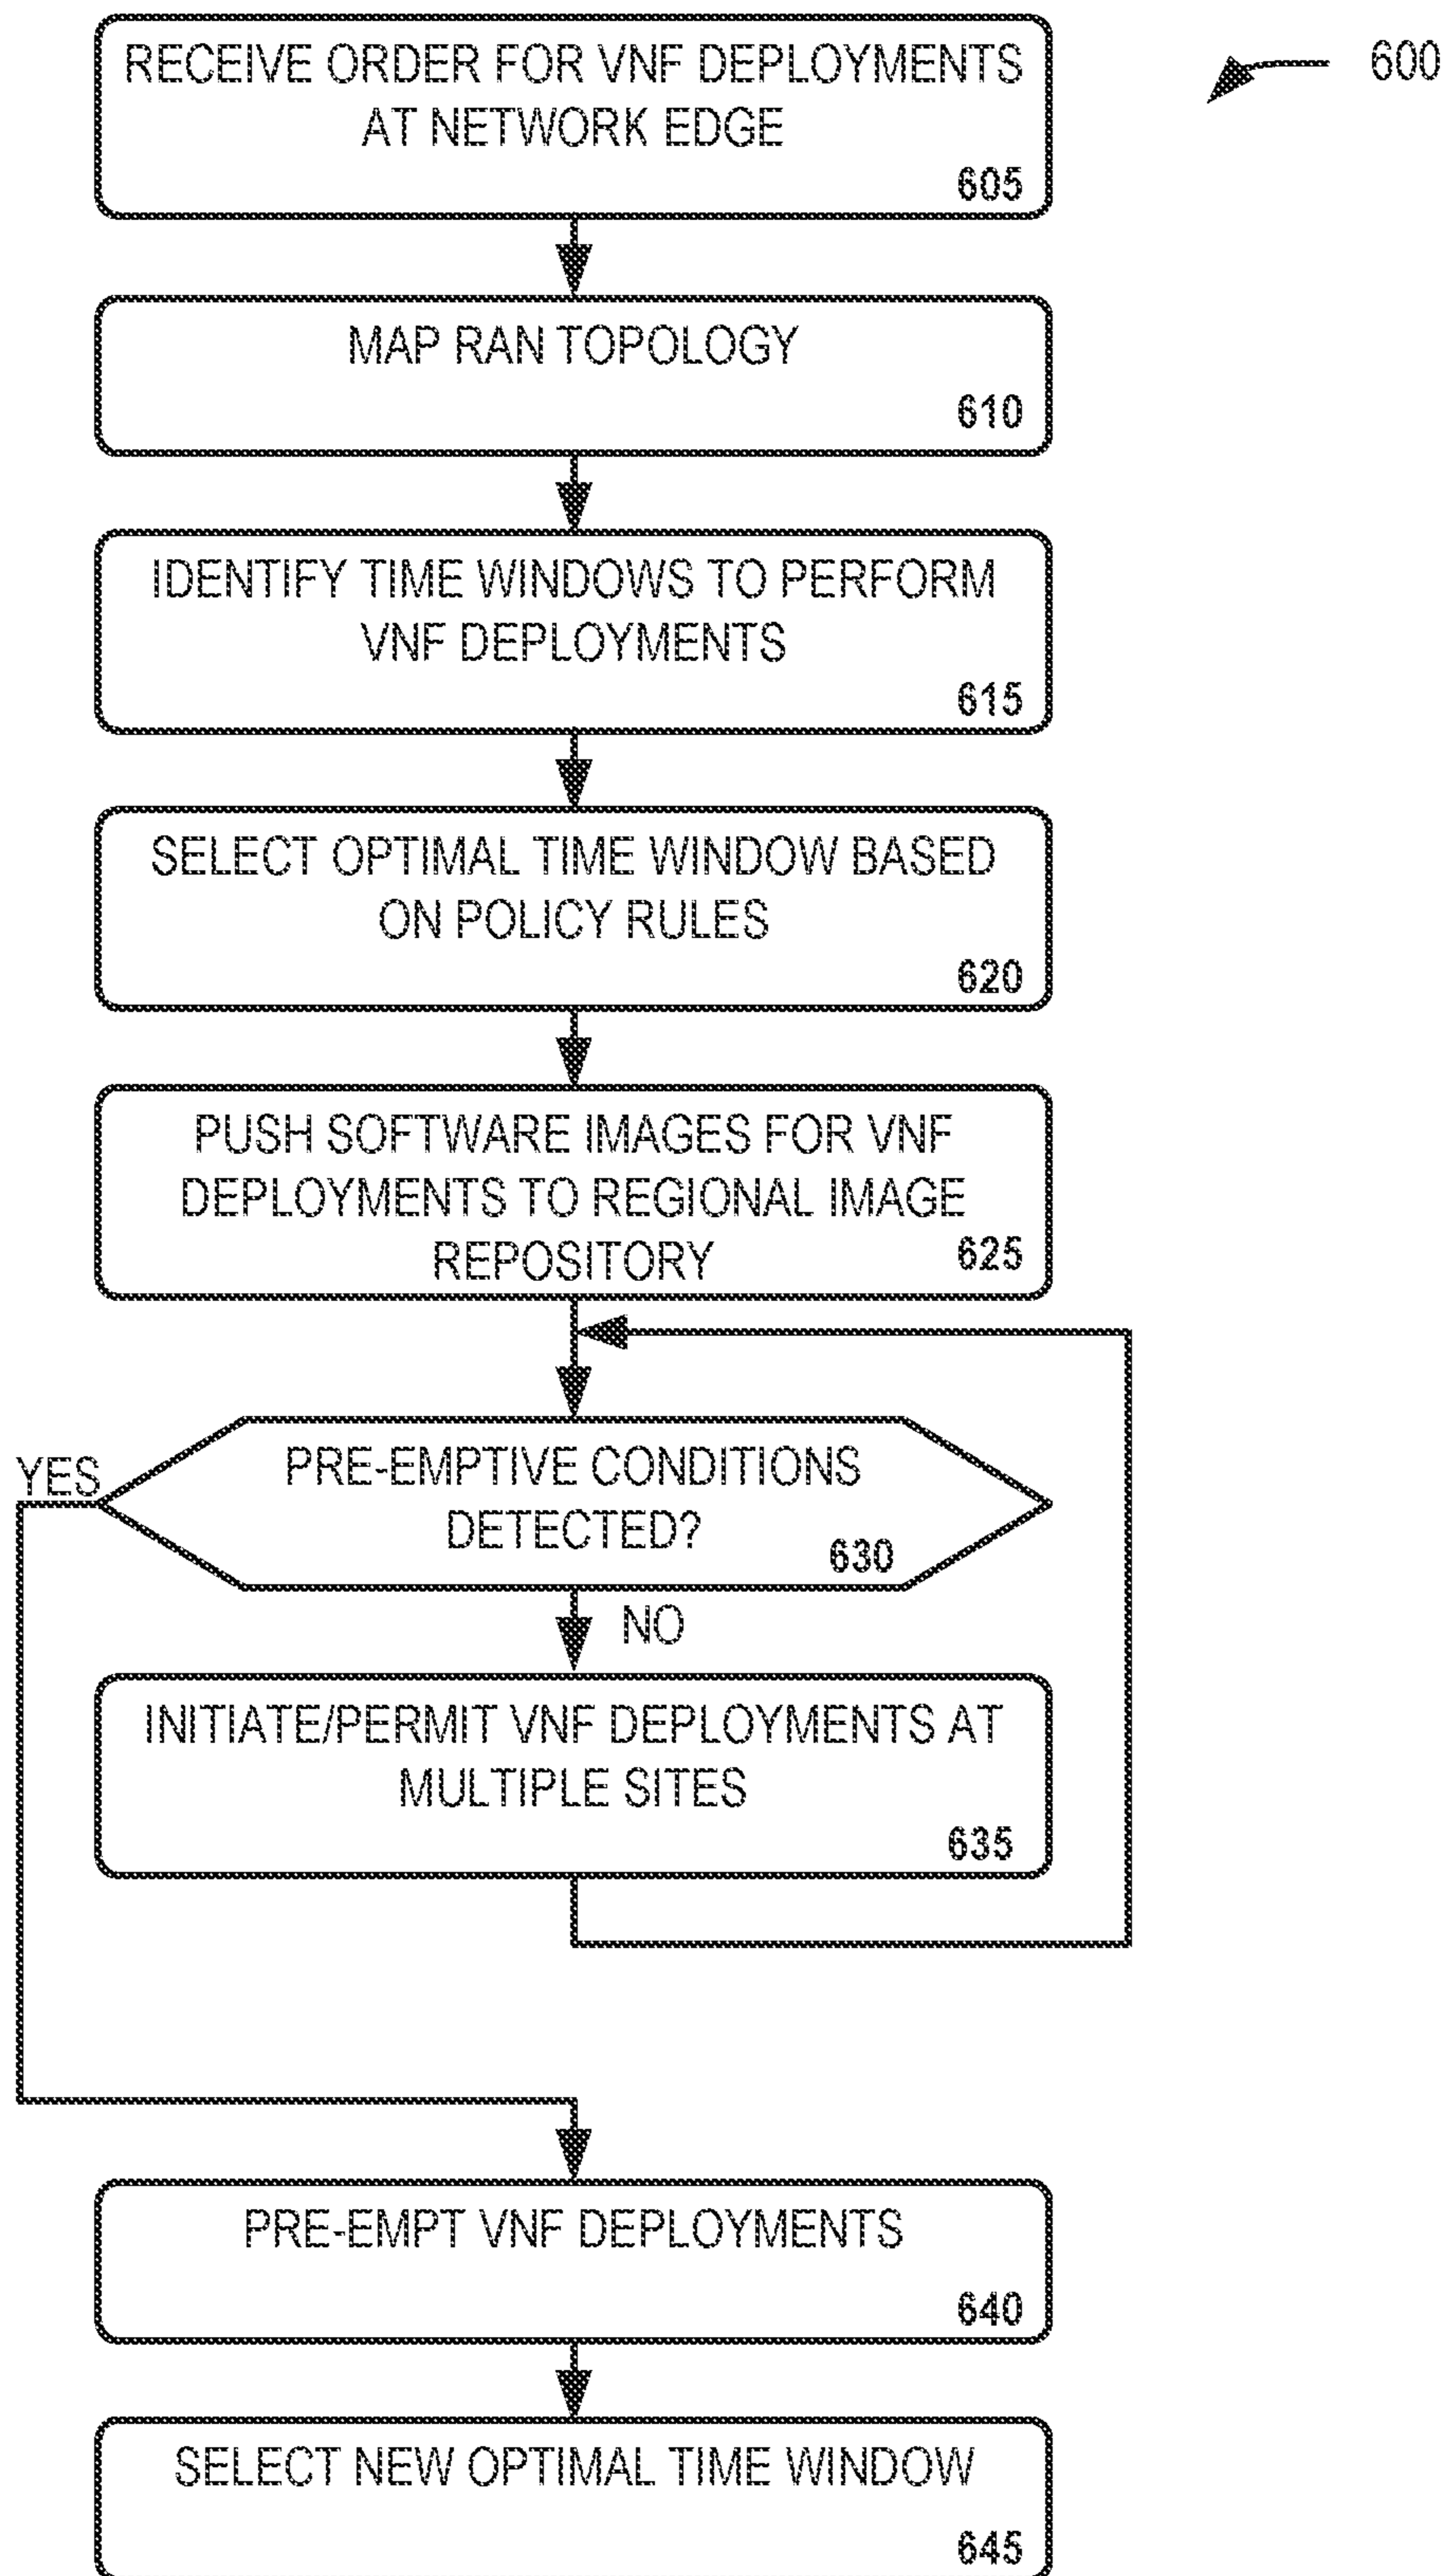 RECEIVE ORDER FOR VNF DEPLOYMENTS
AT NETWORK EDGE
605
600
MAP RAN TOPOLOGY
610
IDENTIFY TIME WINDOWS TO PERFORM
VNF DEPLOYMENTS
615
SELECT OPTIMAL TIME WINDOW BASED
ON POLICY RULES
620
PUSH SOFTWARE IMAGES FOR VNF
DEPLOYMENTS TO REGIONAL IMAGE
REPOSITORY
625
YES
PRE-EMPTIVE CONDITIONS
DETECTED?
630
NO
INITIATE/PERMIT VNF DEPLOYMENTS AT
MULTIPLE SITES
635
PRE-EMPT VNF DEPLOYMENTS
640
SELECT NEW OPTIMAL TIME WINDOW
645